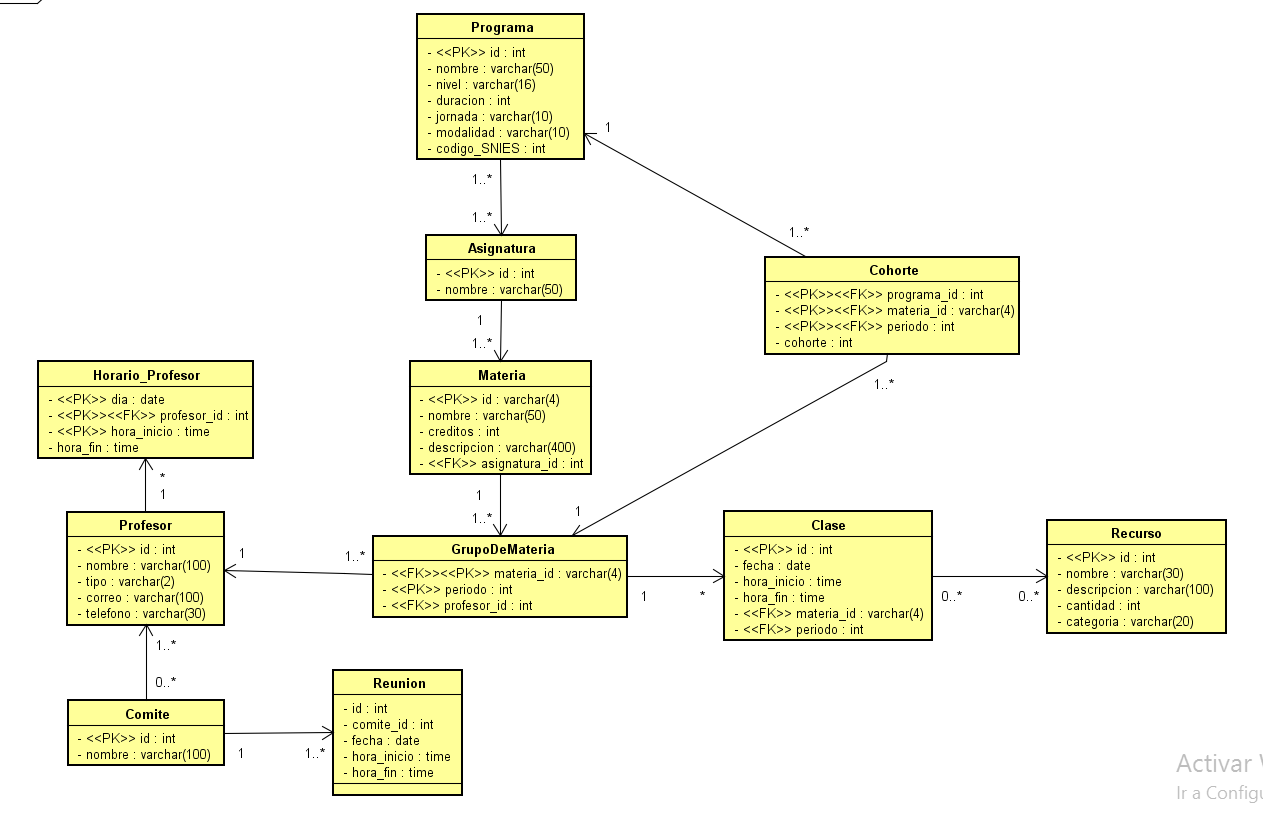 Programa
- <<PK>> id : int
- nombre : varchar(50)
- nivel : varchar(16)
- duracion : int
- jornada : varchar(10)
- modalidad : varchar(10)
- codigo_SNIES : int
1
1..*
1..*
1..*
Asignatura
- <<PK>> id : int
- nombre : varchar(50)
Cohorte
- <<PK>><<FK>> programa_id : int
- <<PK>><<FK>> materia_id : varchar(4)
- <<PK>><<FK>> periodo : int
- cohorte : int
1
1..*
1..*
Horario_Profesor
- <<PK>> dia : date
- <<PK>><<FK>> profesor_id : int
- <<PK>> hora_inicio : time
- hora_fin : time
Materia
- <<PK>> id : varchar(4)
- nombre : varchar(50)
- creditos : int
- descripcion : varchar(400)
- <<FK>> asignatura_id : int
*
1
1
1..*
1
Profesor
- <<PK>> id : int
- nombre : varchar(100)
- tipo : varchar(2)
- correo : varchar(100)
- telefono : varchar(30)
1
1..*
GrupoDeMateria
- <<FK>><<PK>> materia_id : varchar(4)
- <<PK>> periodo : int
- <<FK>> profesor_id : int
1
*
Clase
- <<PK>> id : int
- fecha : date
- hora_inicio : time
- hora_fin : time
- <<FK>> materia_id : varchar(4)
- <<FK>> periodo : int
0..*
0..*
Recurso
- <<PK>> id : int
- nombre : varchar(30)
- descripcion : varchar(100)
- cantidad : int
- categoria : varchar(20)
1..*
0..*
Comite
- <<PK>> id : int
- nombre : varchar(100)
1
1..*
Reunion
- id : int
- comite_id : int
- fecha : date
- hora_inicio : time
- hora_fin : time
Activar
Ir a Configu